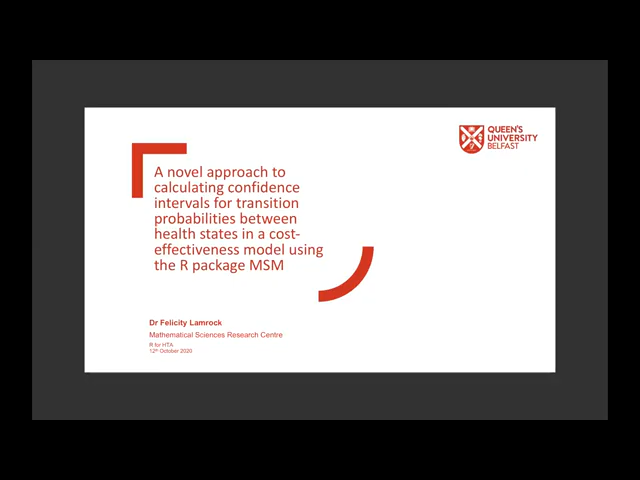 QUEEN'S
UNIVERSITY
BELFAST
A novel approach to
calculating confidence
intervals for transition
probabilities between
health states in a cost-
effectiveness model using
the R package MSM
Dr Felicity Lamrock
Mathematical Sciences Research Centre
R for HTA
12th October 2020